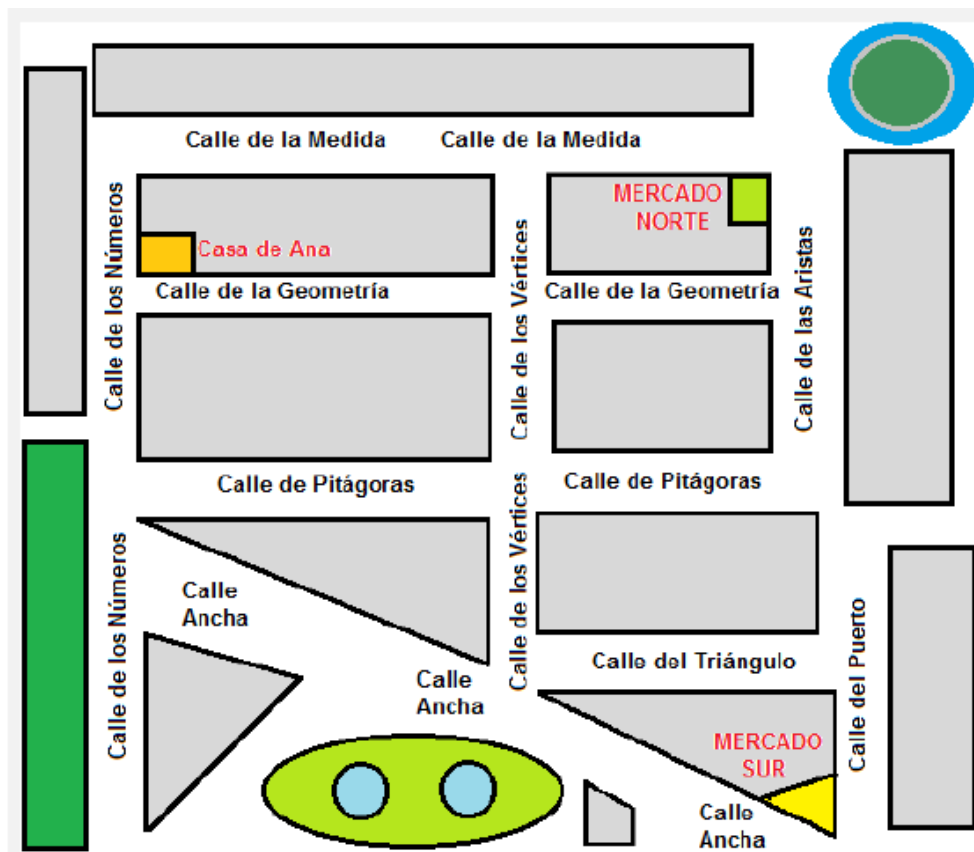 Calle de la Medida
Calle de la Medida
Calle de los Números
MERCADO
NORTE
Casa de Ana
Calle de los Vértices
Calle de las Aristas
Calle de la Geometría
Calle de la Geometría
Calle de Pitágoras
Calle de Pitágoras
Calle de los Números
Calle
Ancha
Calle de los Vértices
Calle del Triángulo
Calle del Puerto
Calle
Ancha
MERCADO
SUR
Calle
Ancha